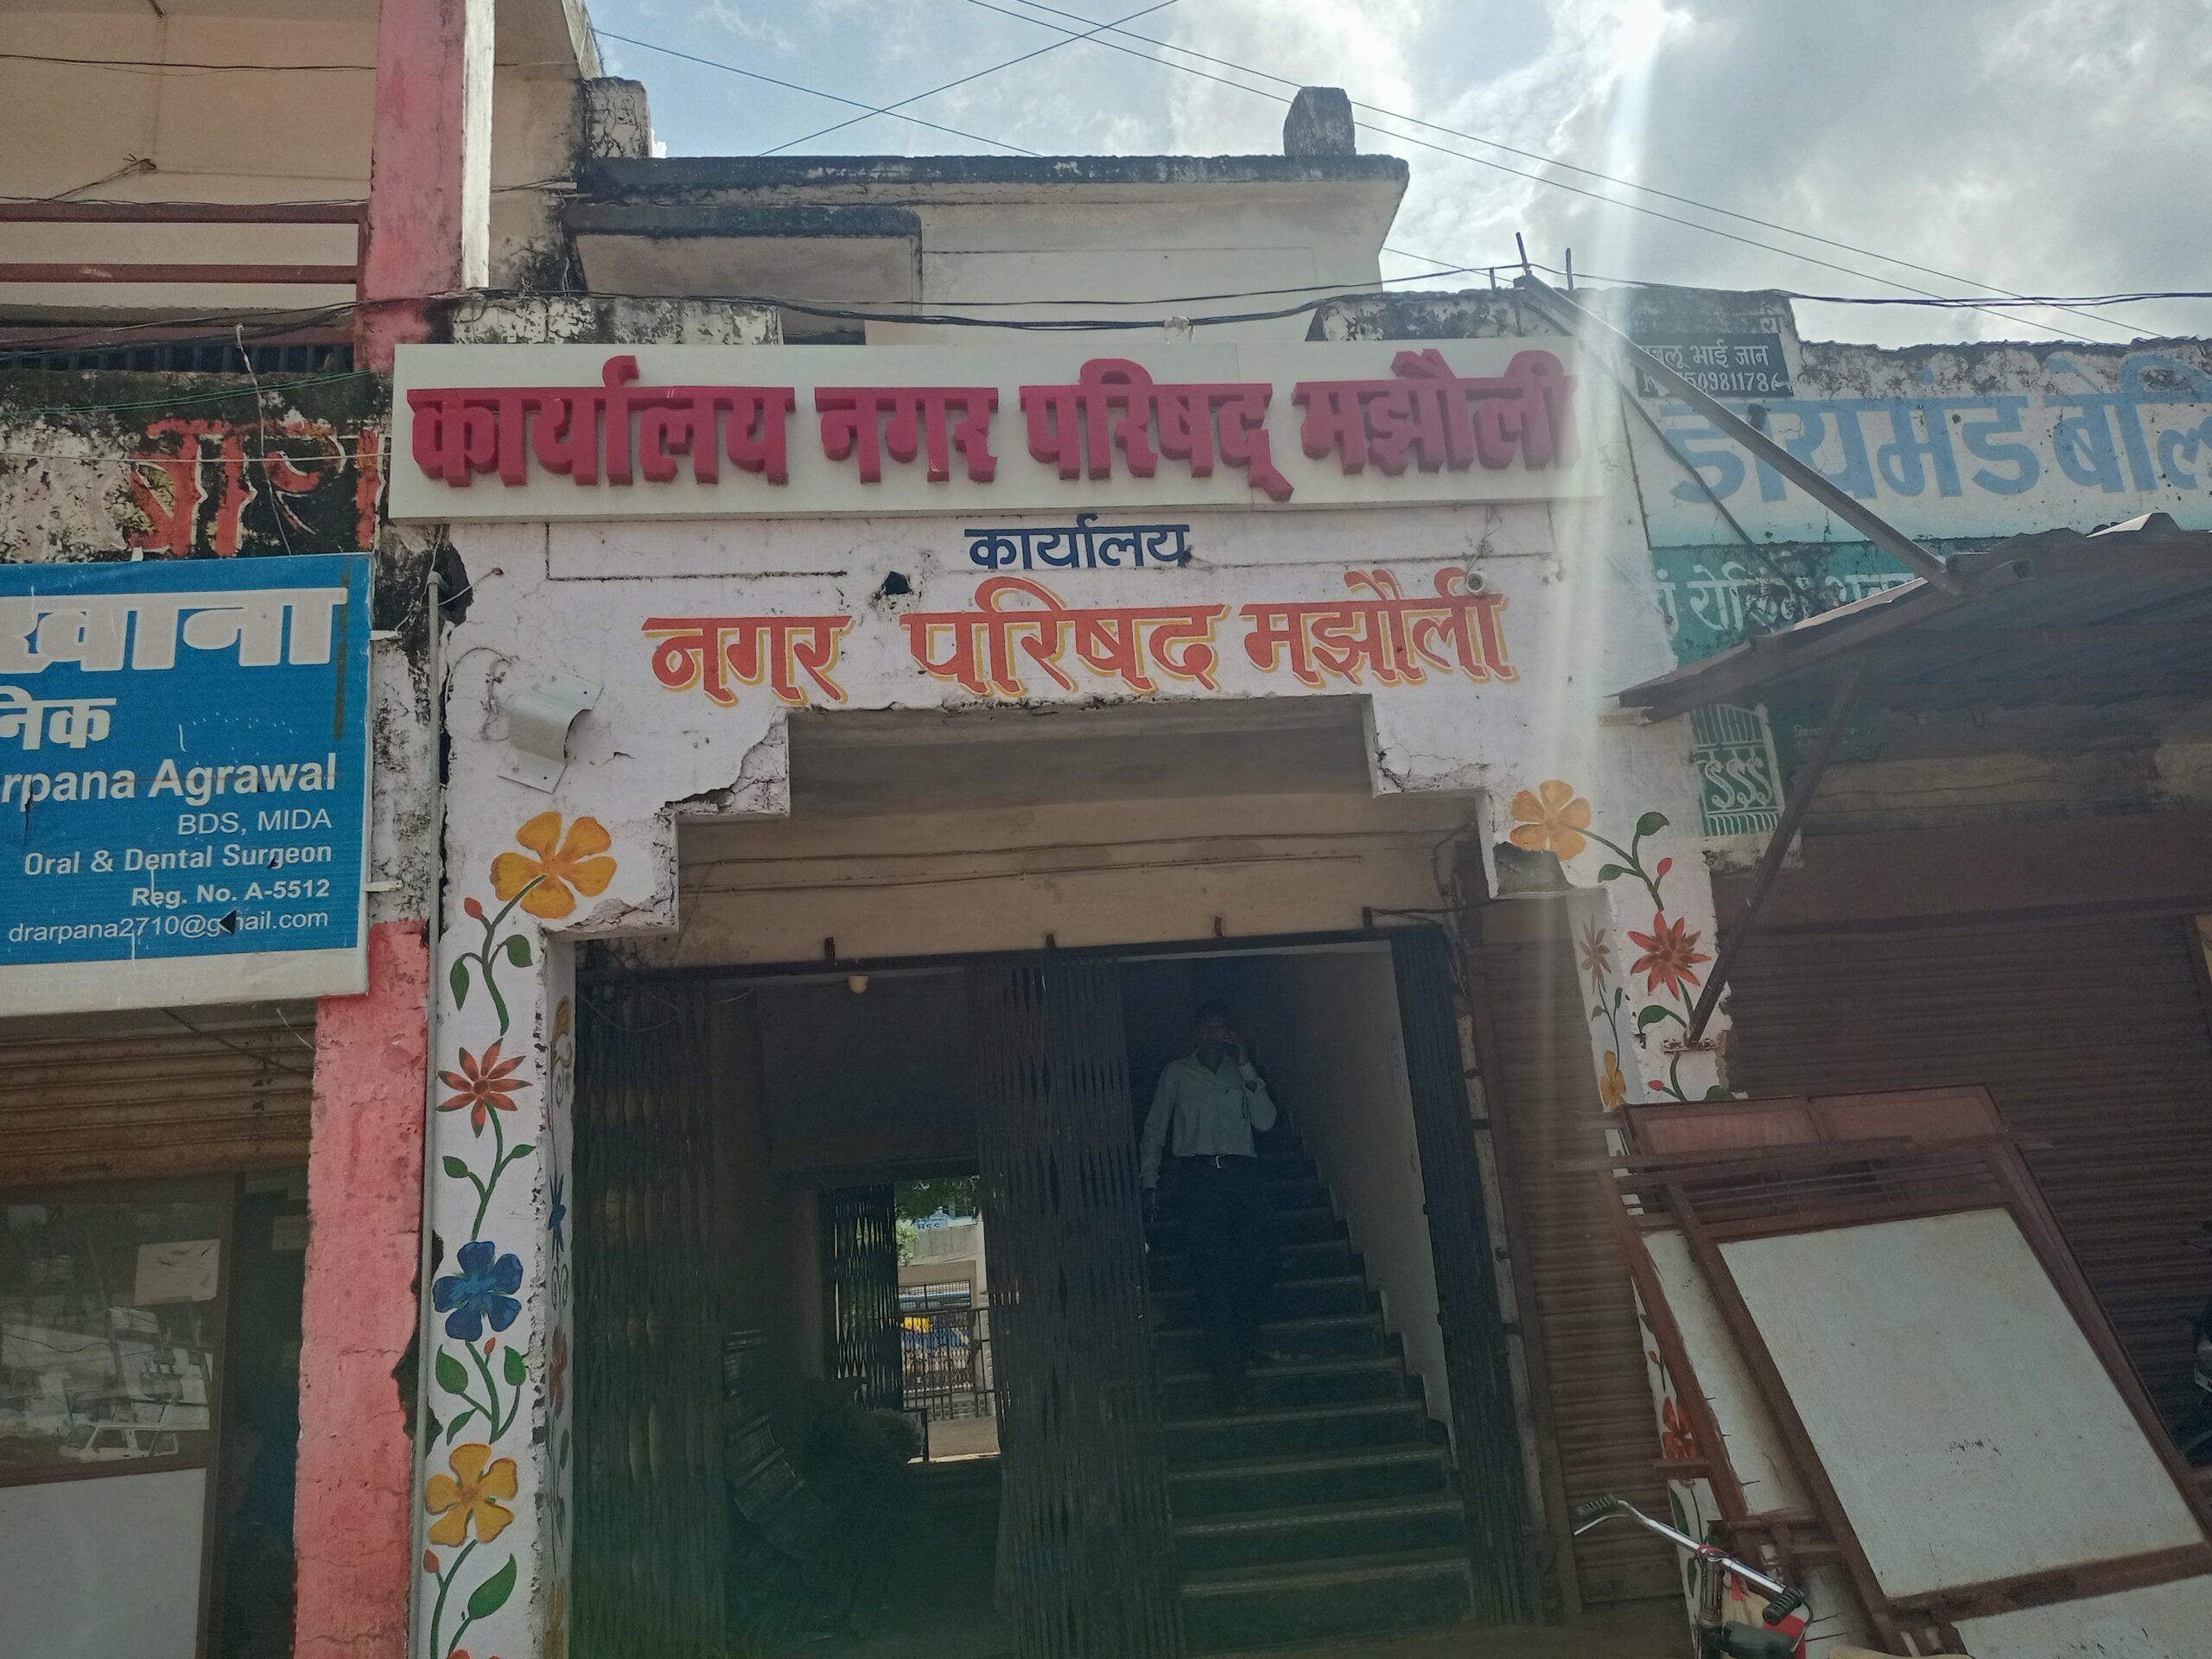 कार्यालय नगर परिषद् मझौली
कार्यालय
नगर परिषद मझौली
खाना
निक
rpana Agrawal
BDS, MIDA
Oral & Dental Surgeon
Reg. No. A-5512
drarpana2710@gmail.com
भाई जान
डायमंड
रोलिंग